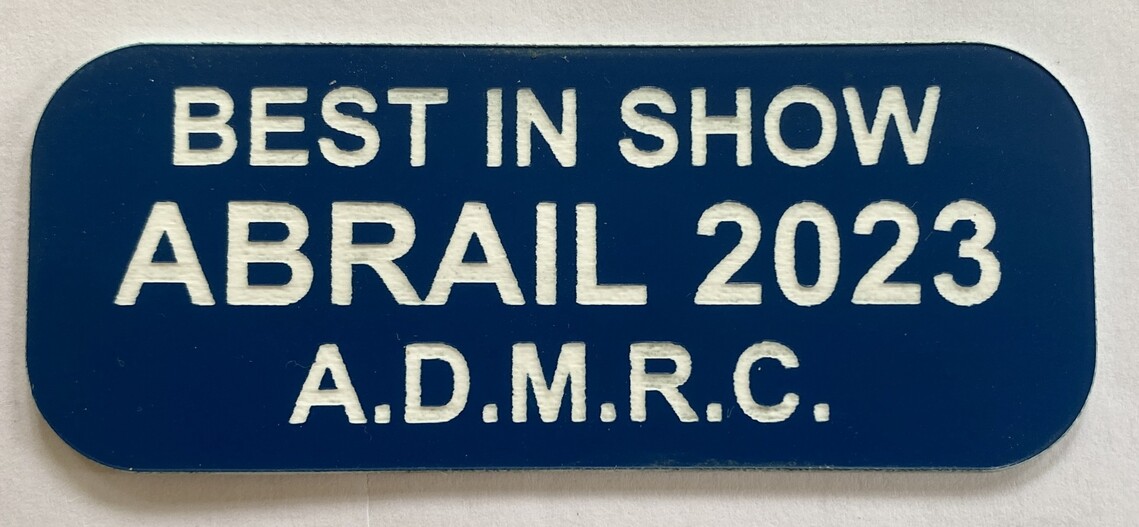 BEST IN SHOW
ABRAIL 2023
A.D.M.R.C.